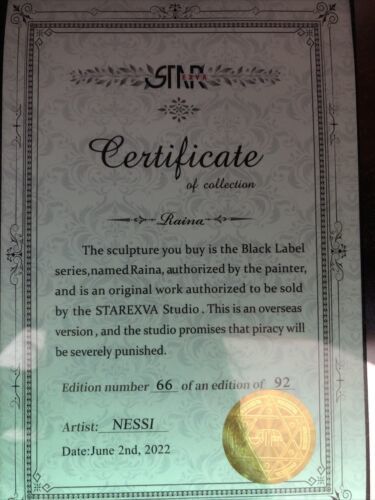 STAR
EXVA
Certificate
of collection
Raina
The sculpture you buy is the Black Label
series,named Raina, authorized by the painter,
and is an original work authorized to be sold
by the STAREXVA Studio . This is an overseas
version , and the studio promises that piracy will
be severely punished.
Edition number 66 of an edition of 92
Artist: NESSI
Date:June 2nd, 2022